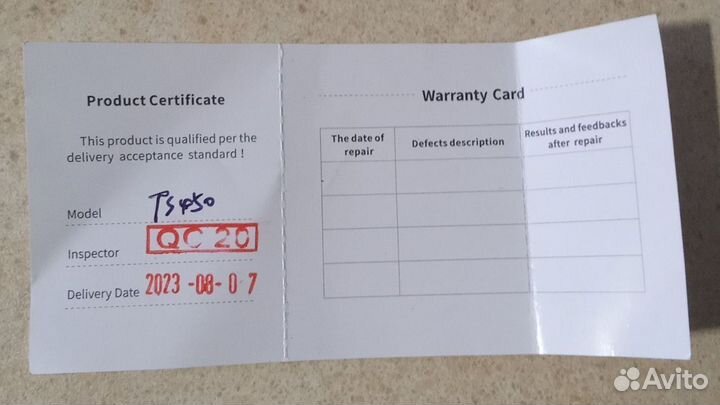 Product Certificate
This product is qualified per the
delivery acceptance standard !
Model
Inspector QC 20
Delivery Date 2023 -08- 0 7
Warranty Card
The date of
repair
Defects description
Results and feedbacks
after repair
Avito